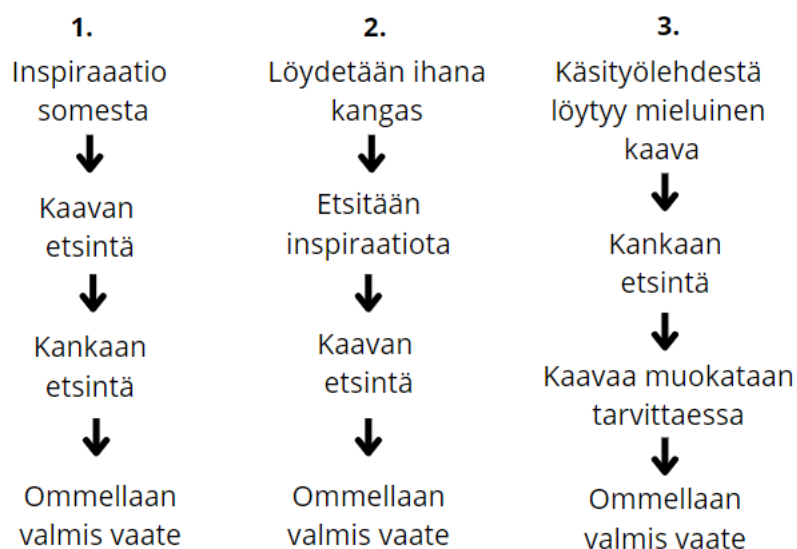 1.
Inspiraaatio
somesta
Kaavan
etsintä
Kankaan
etsintä
Ommellaan
valmis vaate
2.
Löydetään ihana
kangas
Etsitään
inspiraatiota
Kaavan
etsintä
Ommellaan
valmis vaate
3.
Käsityölehdestä
löytyy mieluinen
kaava
Kankaan
etsintä
Kaavaa muokataan
tarvittaessa
Ommellaan
valmis vaate